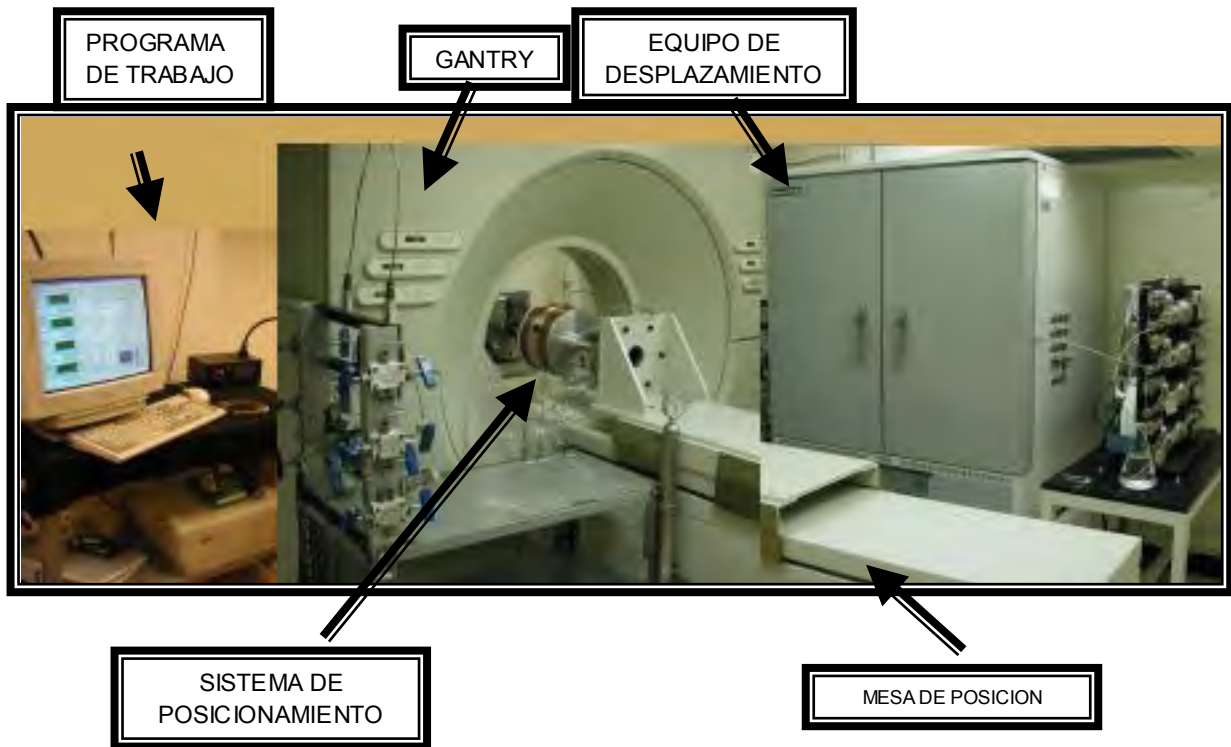 PROGRAMA
DE TRABAJO
GANTRY
EQUIPO DE
DESPLAZAMIENTO
SISTEMA DE
POSICIONAMIENTO
MESA DE POSICION